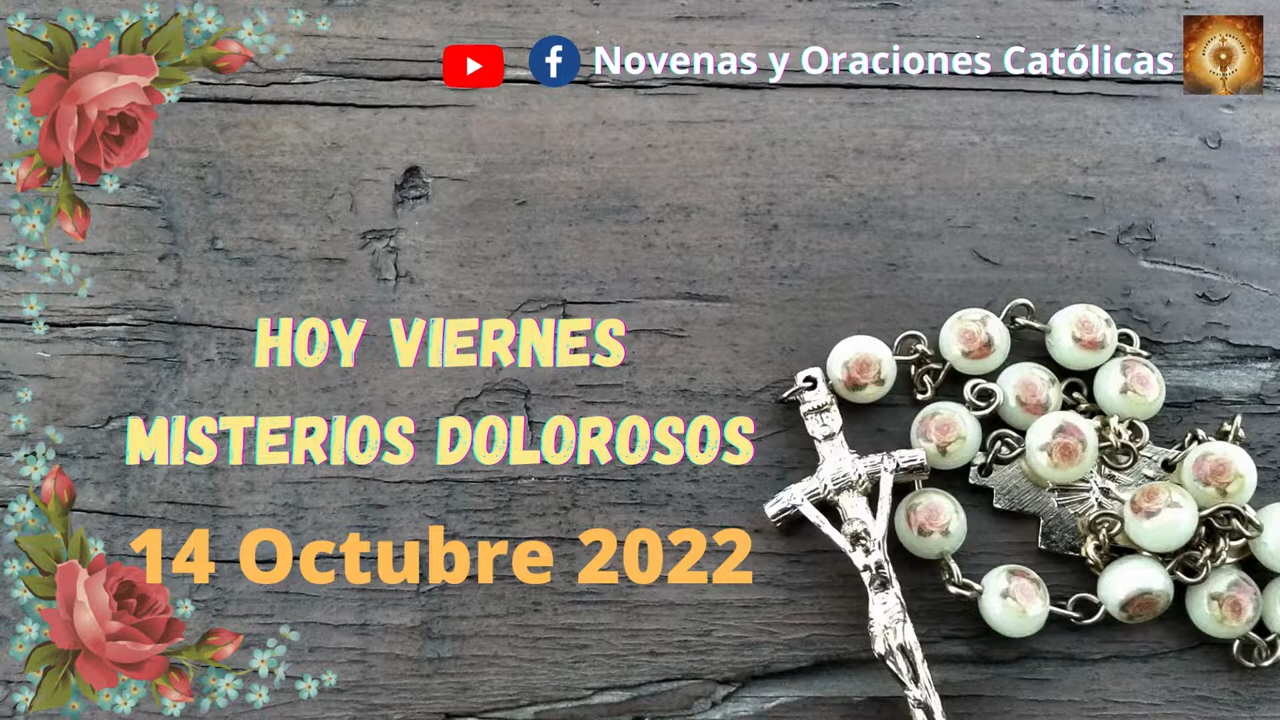 Novenas y Oraciones Católicas
HOY VIERNES
MISTERIOS DOLOROSOS
14 Octubre 2022